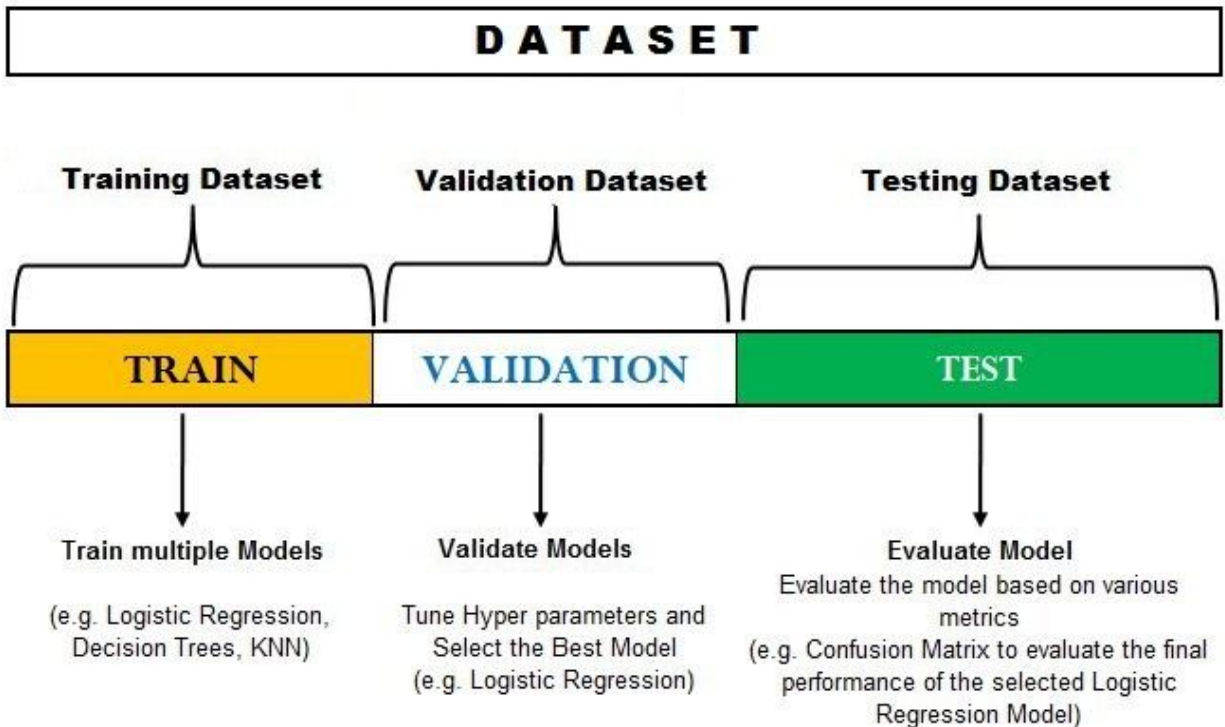 D A T A S E T
Training Dataset
Validation Dataset
Testing Dataset
TRAIN
VALIDATION
TEST
Train multiple Models
(e.g. Logistic Regression,
Decision Trees, KNN)
Validate Models
Tune Hyper parameters and
Select the Best Model
(e.g. Logistic Regression)
Evaluate Model
Evaluate the model based on various
metrics
(e.g. Confusion Matrix to evaluate the final
performance of the selected Logistic
Regression Model)